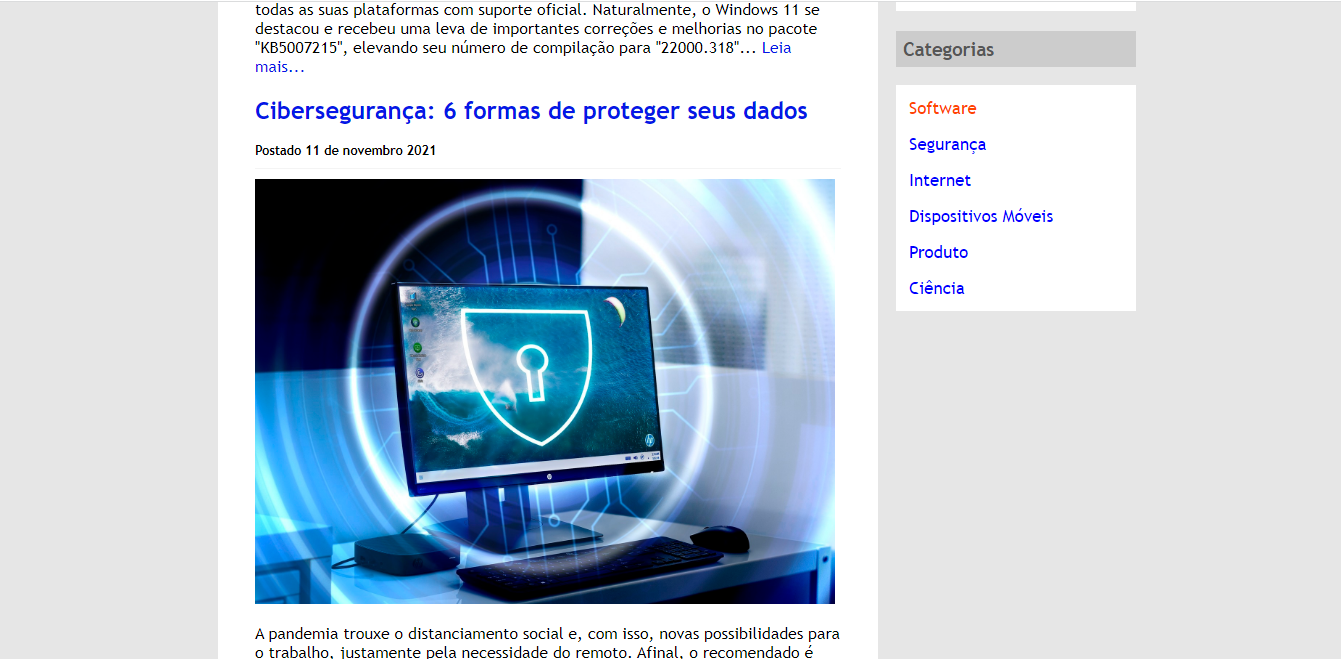 todas as suas plataformas com suporte oficial. Naturalmente, o Windows 11 se
destacou e recebeu uma leva de importantes correções e melhorias no pacote
"KB5007215", elevando seu número de compilação para "22000.318"... Leia
mais...
Cibersegurança: 6 formas de proteger seus dados
Postado 11 de novembro 2021
A pandemia trouxe o distanciamento social e, com isso, novas possibilidades para
o trabalho, justamente pela necessidade do remoto. Afinal, o recomendado é
Categorias
Software
Segurança
Internet
Dispositivos Móveis
Produto
Ciência